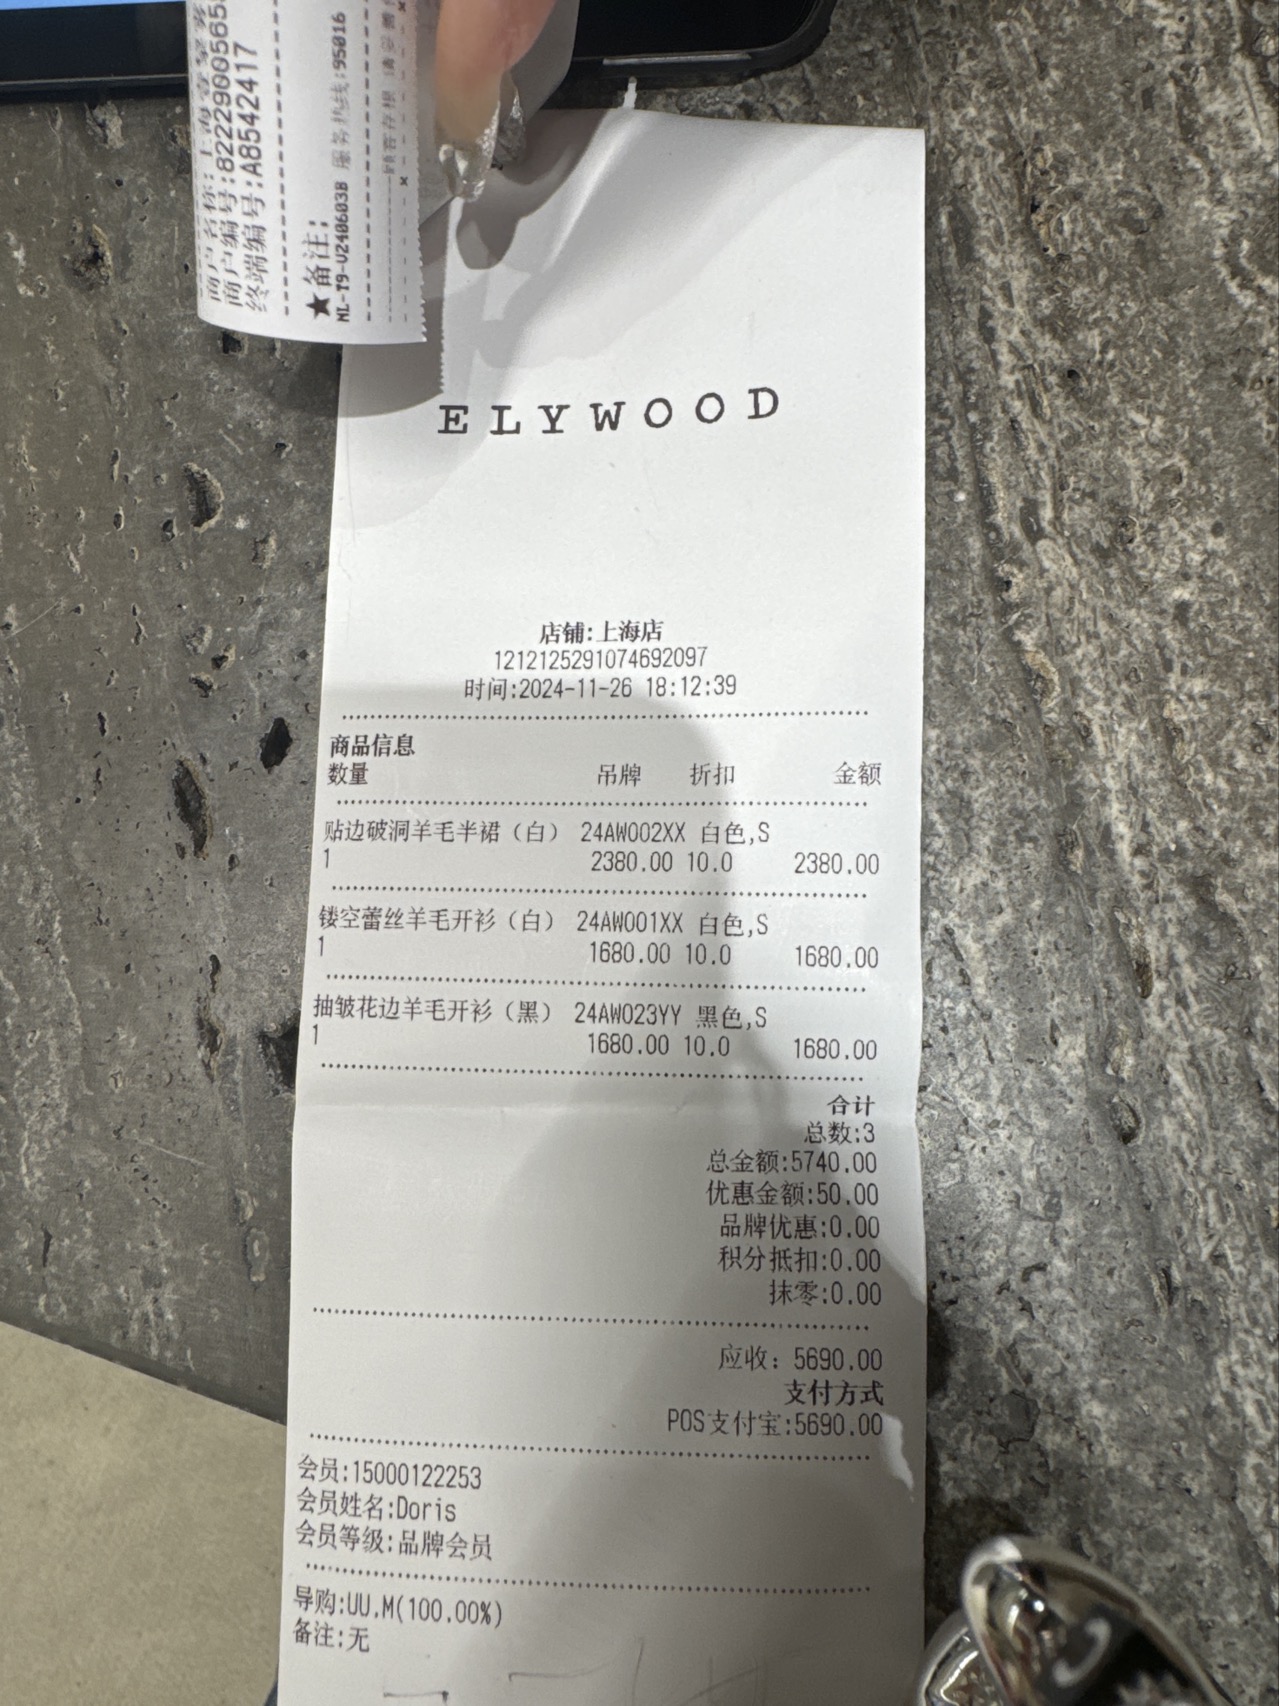 商户名称:上海
商户编号:8222900565
终端编号:A8542417
★备注:
NL-T9-V240603B 服务热线:95016
ELYWOOD
店铺:上海店
1212125291074692097
时间:2024-11-26 18:12:39
商品信息
数量 吊牌 折扣 金额
贴边破洞羊毛半裙（白） 24AW002XX 白色,S
1 2380.00 10.0 2380.00
镂空蕾丝羊毛开衫（白） 24AW001XX 白色,S
1 1680.00 10.0 1680.00
抽皱花边羊毛开衫（黑） 24AW023YY 黑色,S
1 1680.00 10.0 1680.00
合计
总数:3
总金额:5740.00
优惠金额:50.00
品牌优惠:0.00
积分抵扣:0.00
抹零:0.00
应收: 5690.00
支付方式
POS支付宝:5690.00
会员:15000122253
会员姓名:Doris
会员等级:品牌会员
导购:UU.M(100.00%)
备注:无